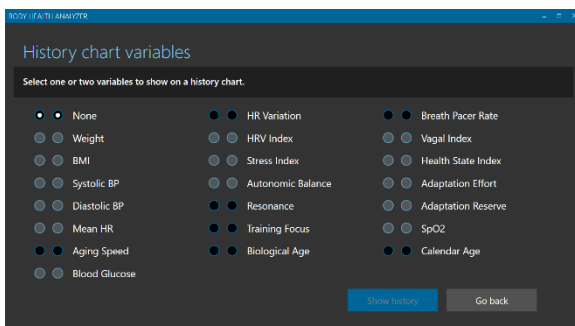 BODY HEALTH ANALYZER
History chart variables
Select one or two variables to show on a history chart.
None
HR Variation
Breath Pacer Rate
Weight
HRV Index
Vagal Index
BMI
Stress Index
Health State Index
Systolic BP
Autonomic Balance
Adaptation Effort
Diastolic BP
Resonance
Adaptation Reserve
Mean HR
Training Focus
SpO2
Aging Speed
Biological Age
Calendar Age
Blood Glucose
Show history
Go back